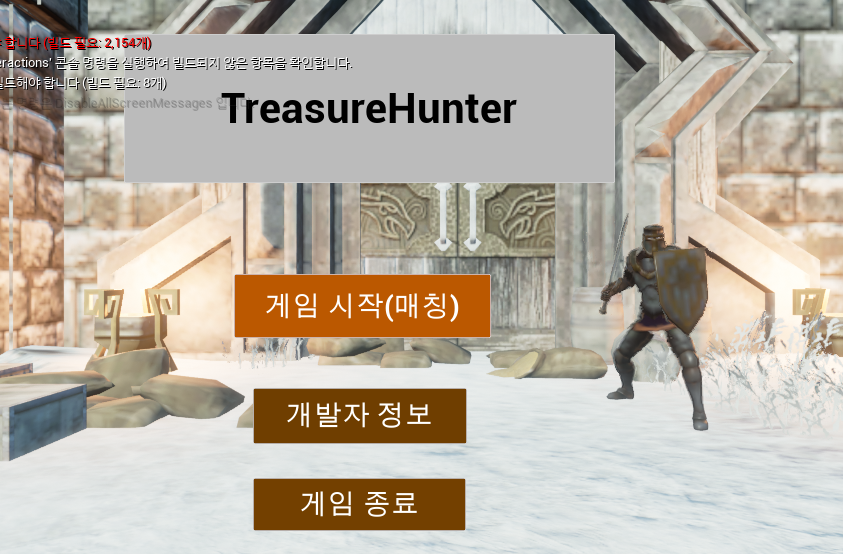 합니다 (빌드 필요: 2,154개)
eractions' 콘솔 명령을 실행하여 빌드되지 않은 항목을 확인합니다.
빌드해야 합니다 (빌드 필요: 8개)
DisableAllScreenMessages
TreasureHunter
게임 시작(매칭)
개발자 정보
게임 종료